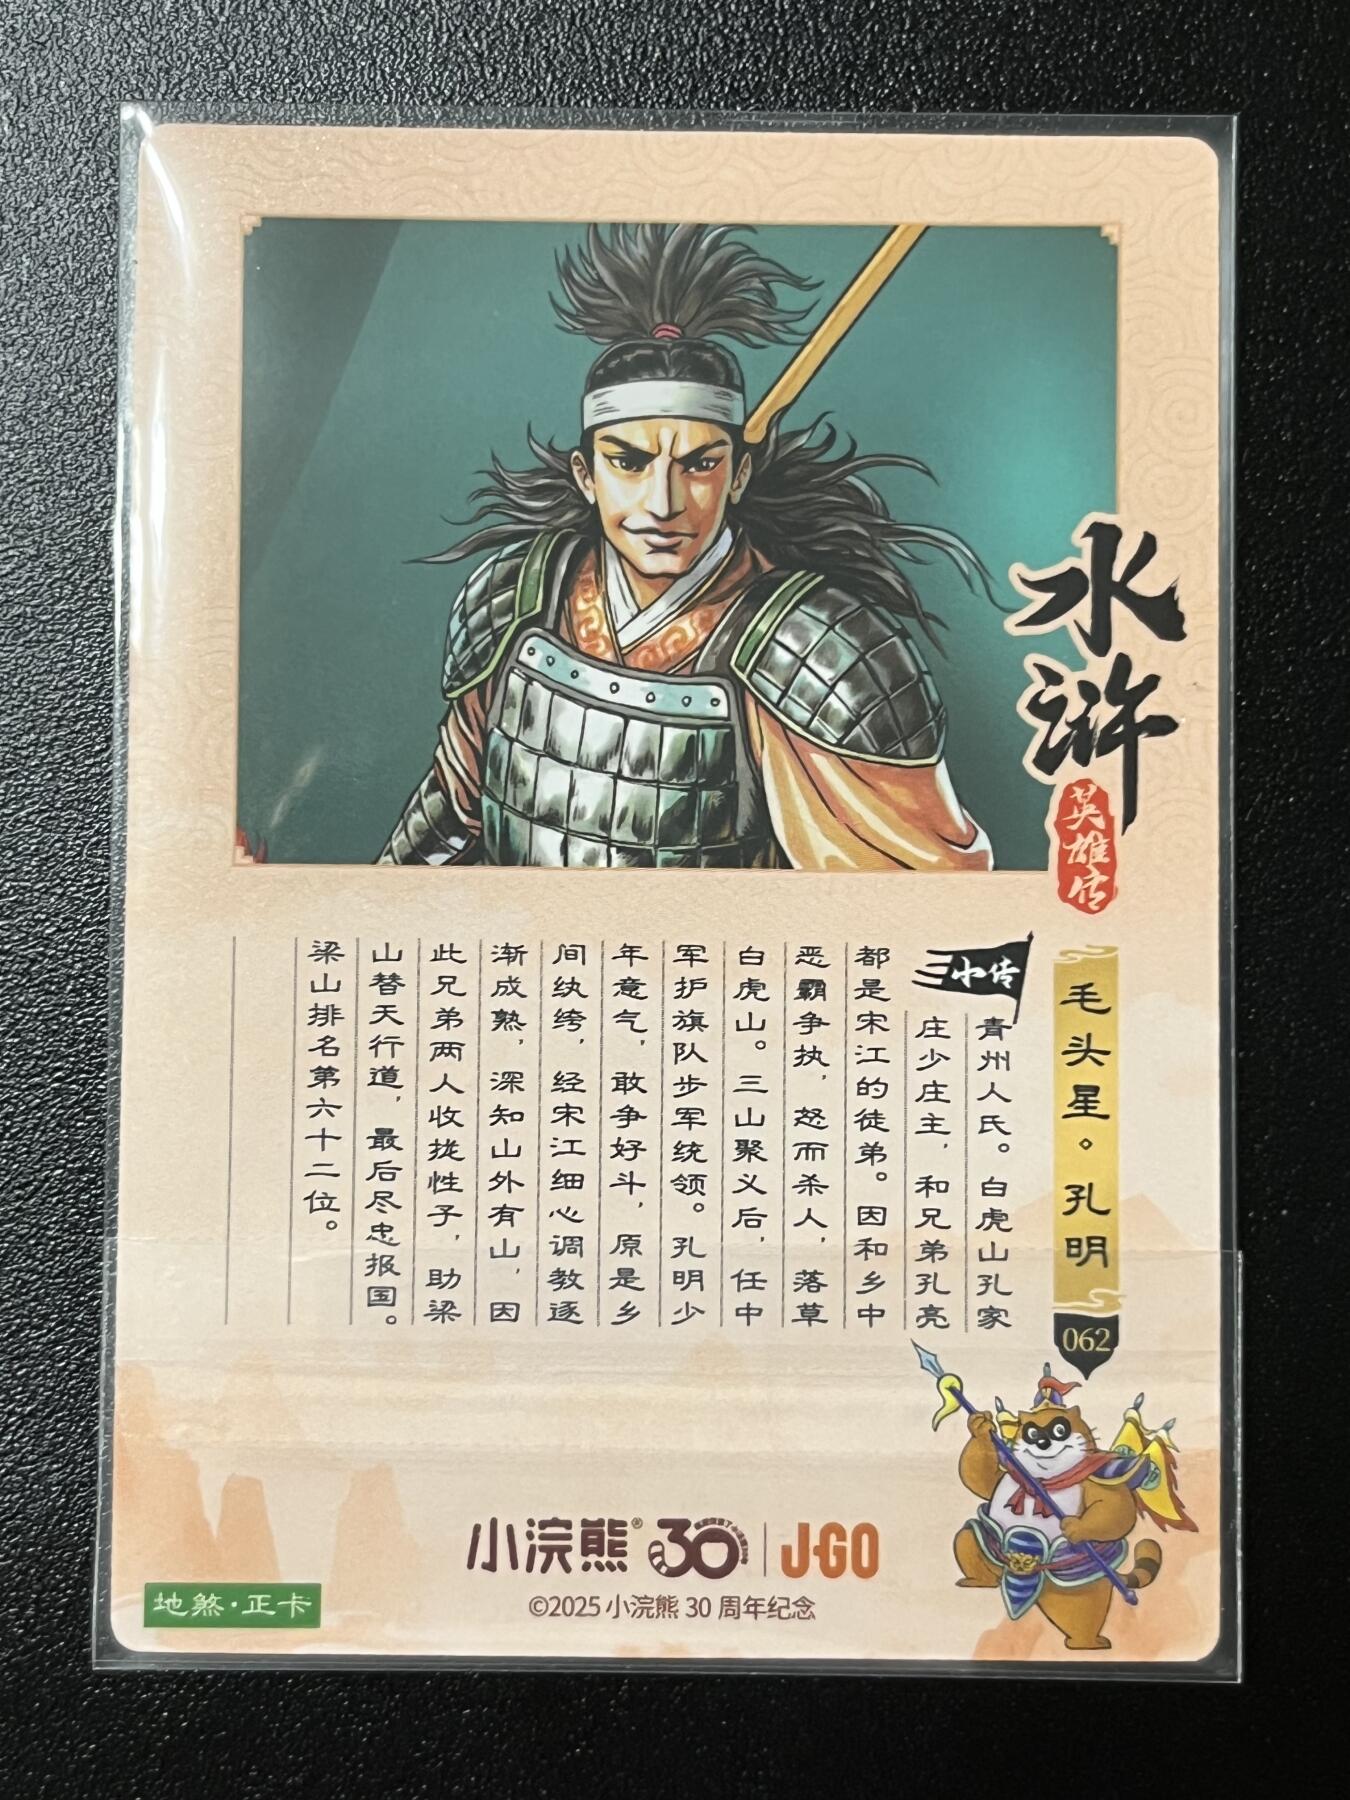 水浒
英雄传
毛头星。孔明
062
小传
青州人氏。白虎山孔家
庄少庄主，和兄弟孔亮
都是宋江的徒弟。因和乡中
恶霸争执，怒而杀人，落草
白虎山。三山聚义后，任中
军护旗队步军统领。孔明少
年意气，敢争好斗，原是乡
间纨绔，经宋江细心调教逐
渐成熟，深知山外有山，因
此兄弟两人收拢性子，助梁
山替天行道，最后尽忠报国。
梁山排名第六十二位。
小浣熊® 30 | J·GO
©2025 小浣熊 30 周年纪念
地煞·正卡